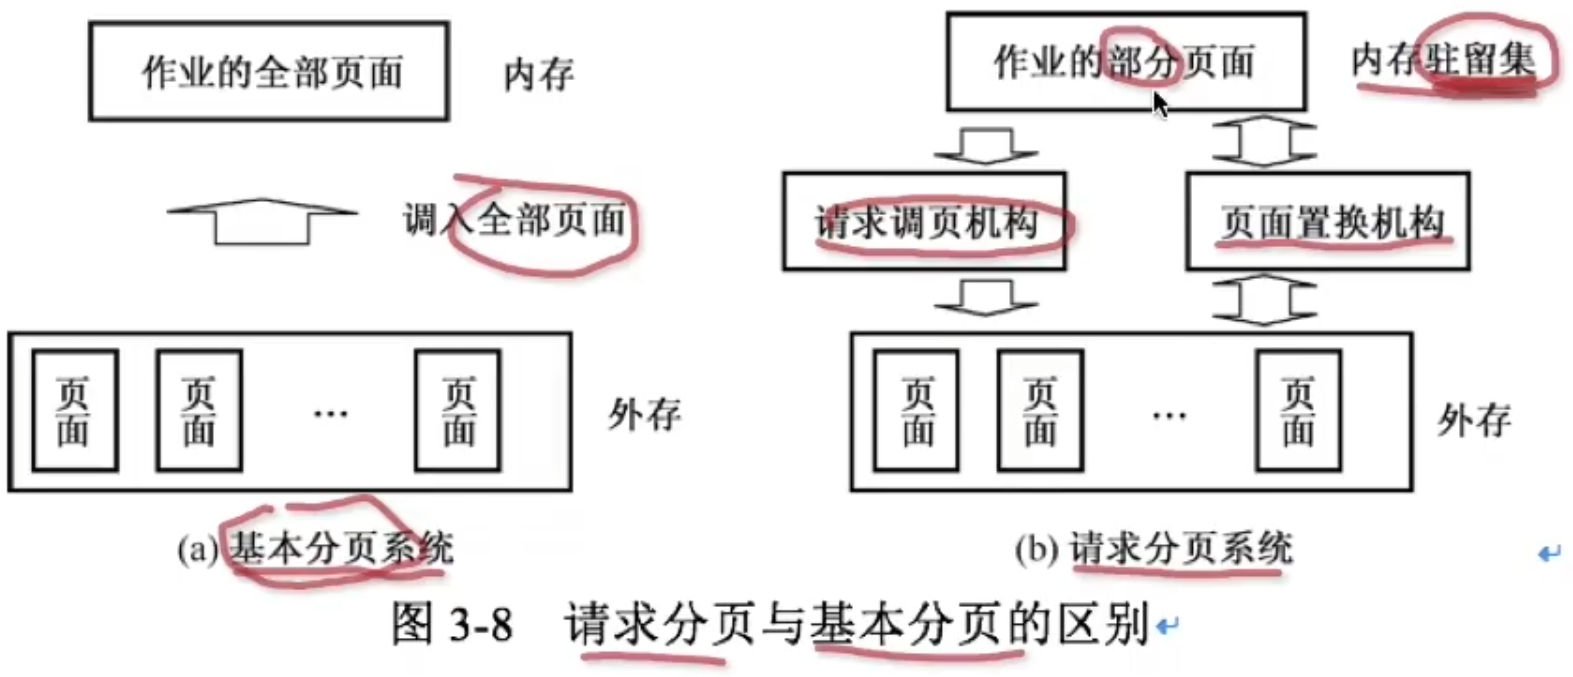 作业的全部页面 内存
调入全部页面
页面 页面 … 页面 外存
(a) 基本分页系统
作业的部分页面 内存驻留集
请求调页机构 页面置换机构
页面 页面 … 页面 外存
(b) 请求分页系统
图 3-8 请求分页与基本分页的区别